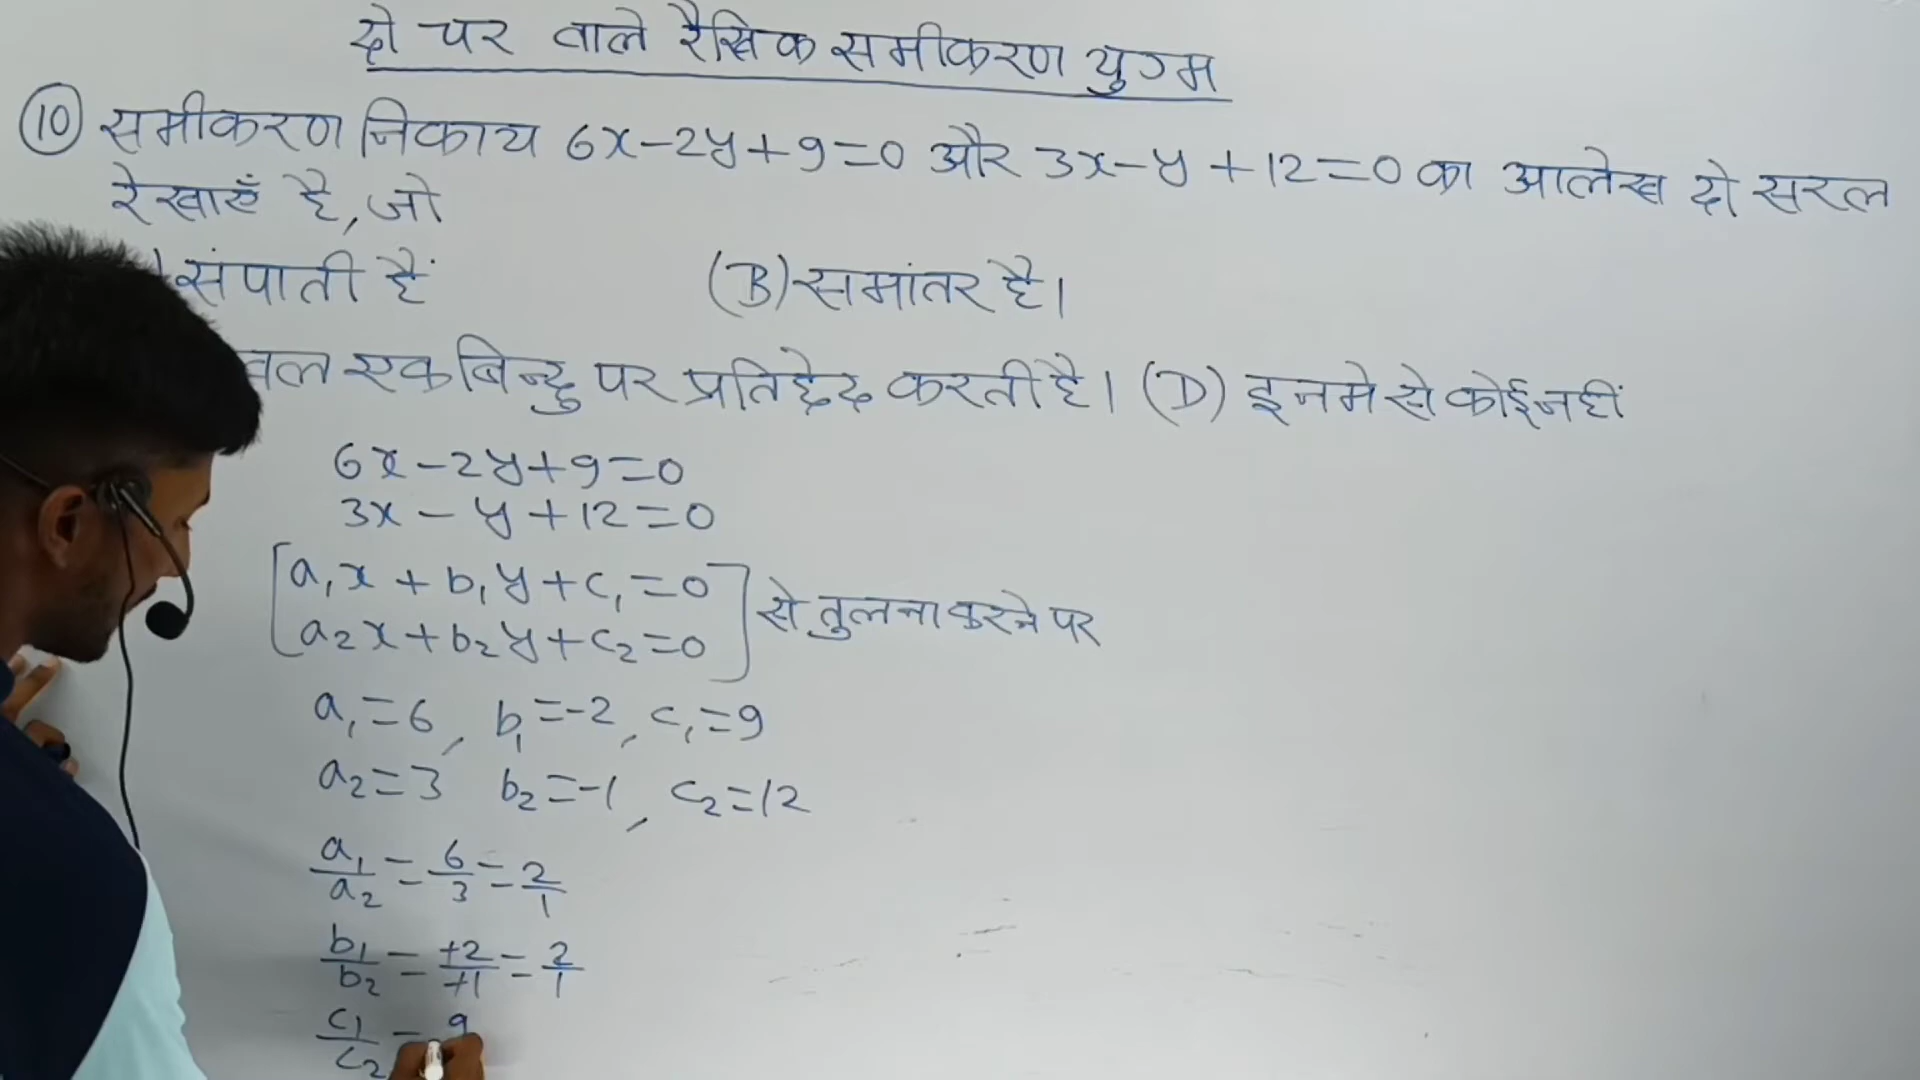 दो चर वाले रैखिक समीकरण युग्म
(10) समीकरण निकाय 6x-2y+9=0 और 3x-y+12=0 का आलेख दो सरल
रेखाएँ है, जो
) संपाती हैं (B) समांतर है।
वल एक बिन्दु पर प्रतिद्देद करती है। (D) इनमे से कोई नहीं
6x-2y+9=0
3x-y+12=0
[a₁x+b₁y+c₁=0
a₂x+b₂y+c₂=0] से तुलना करने पर
a₁=6, b₁=-2, c₁=9
a₂=3 b₂=-1, c₂=12
a₁/a₂=6/3=2/1
b₁/b₂=+2/+1=2/1
c₁/c₂=9